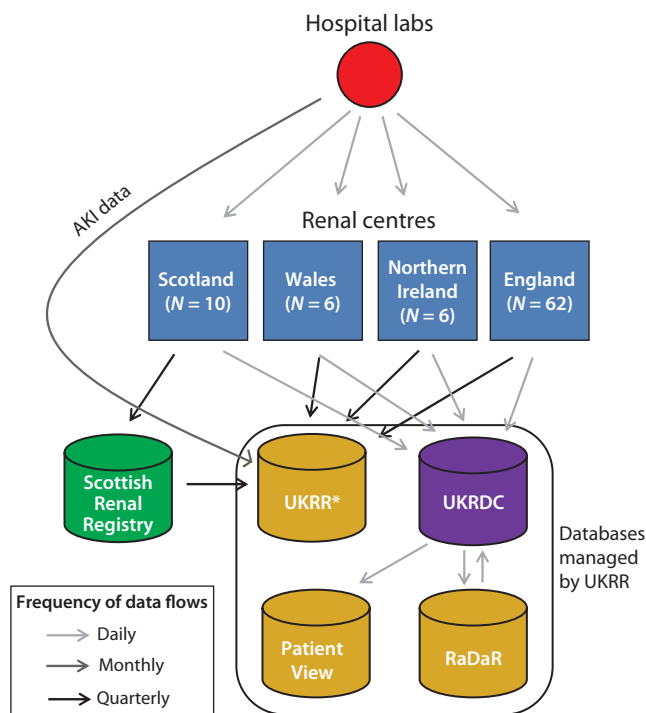 Hospital labs
AKI data
Renal centres
Scotland
(N = 10)
Wales
(N = 6)
Northern
Ireland
(N = 6)
England
(N = 62)
Scottish
Renal
Registry
UKRR*
UKRDC
Databases
managed
by UKRR
Patient
View
RaDaR
Frequency of data flows
Daily
Monthly
Quarterly